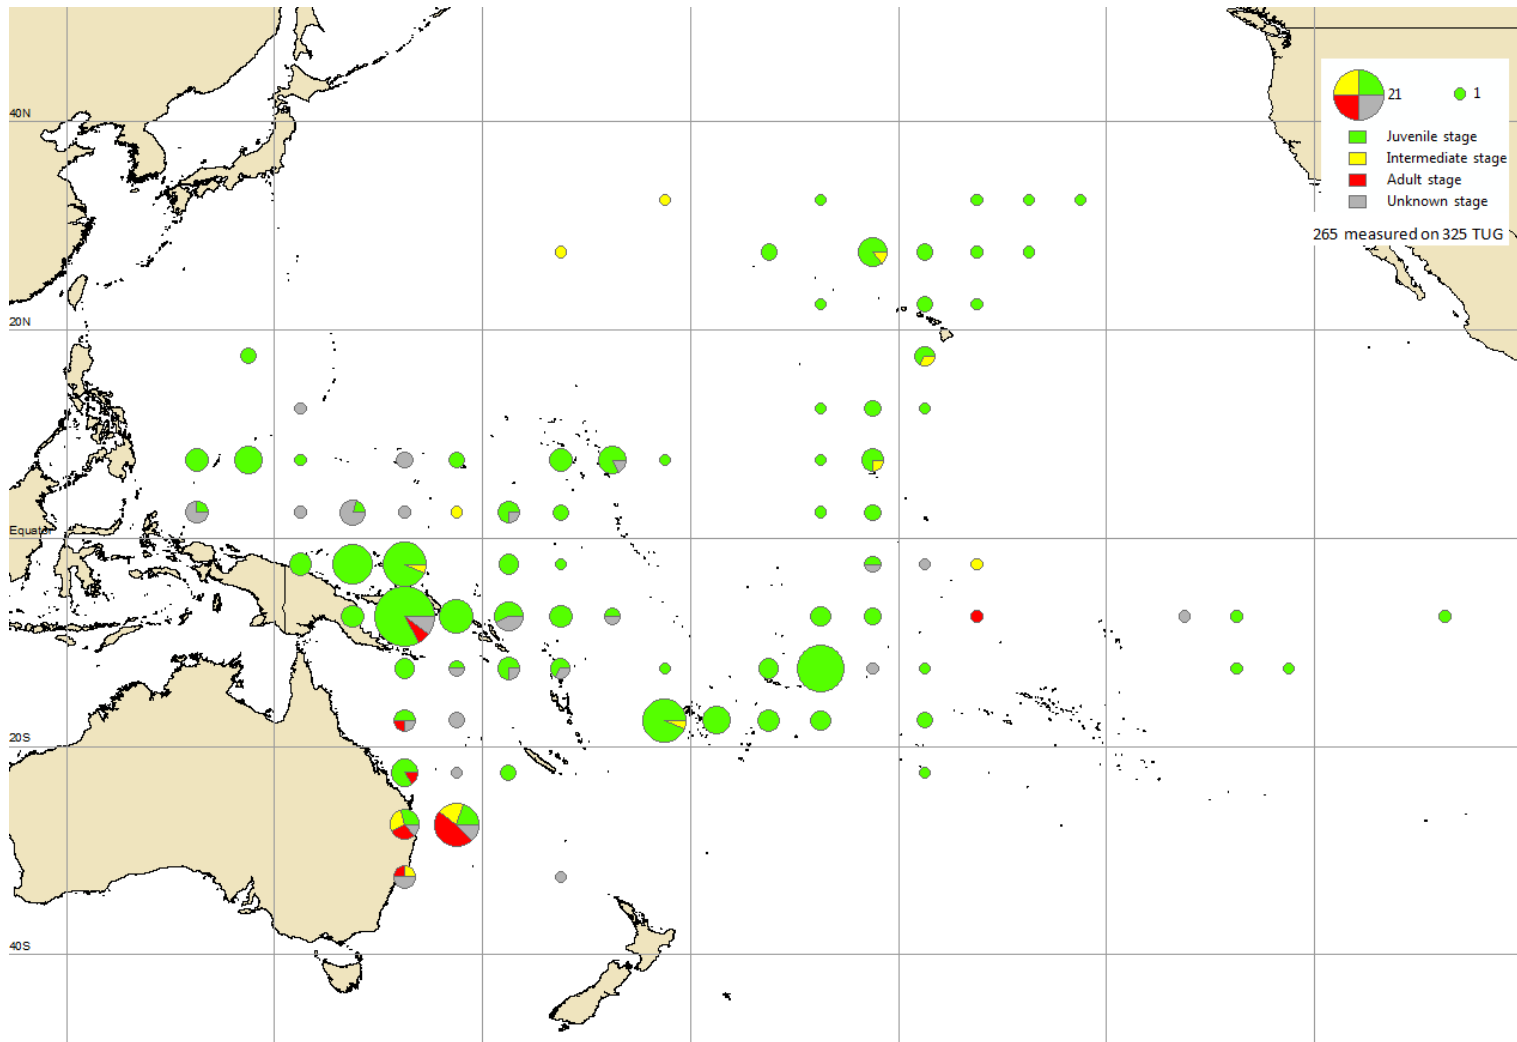 21
1
40N
Juvenile stage
Intermediate stage
Adult stage
Unknown stage
265 measured on 325 TUG
20N
Equator
20S
40S